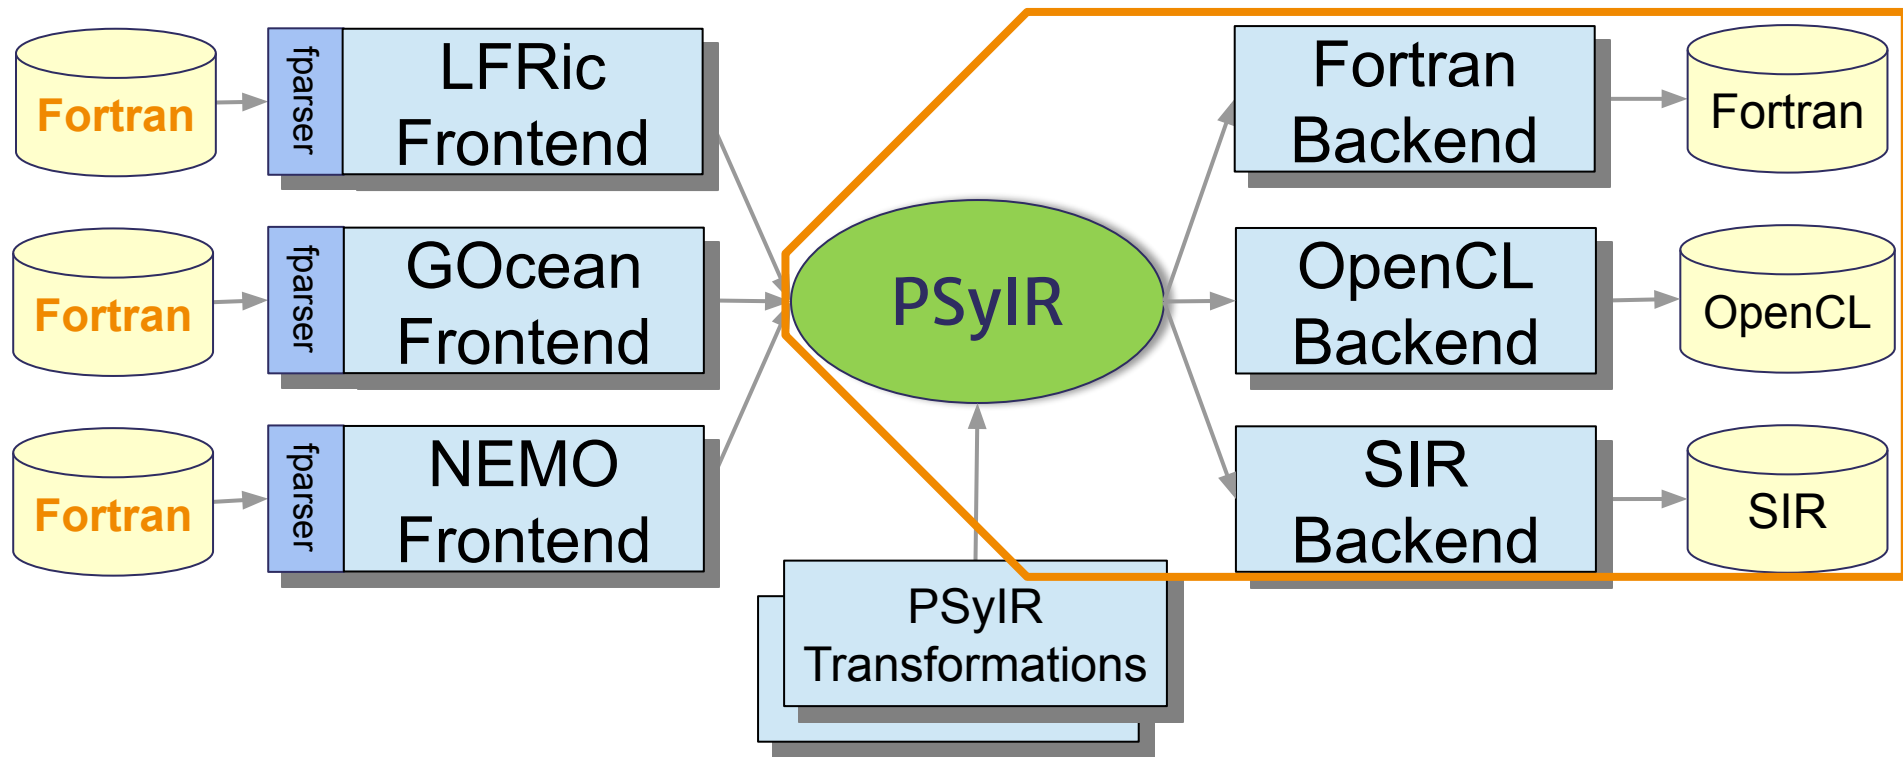 Fortran
fparser
LFRic
Frontend
Fortran
fparser
GOcean
Frontend
Fortran
fparser
NEMO
Frontend
PSyIR
PSyIR
Transformations
Fortran
Backend
Fortran
OpenCL
Backend
OpenCL
SIR
Backend
SIR